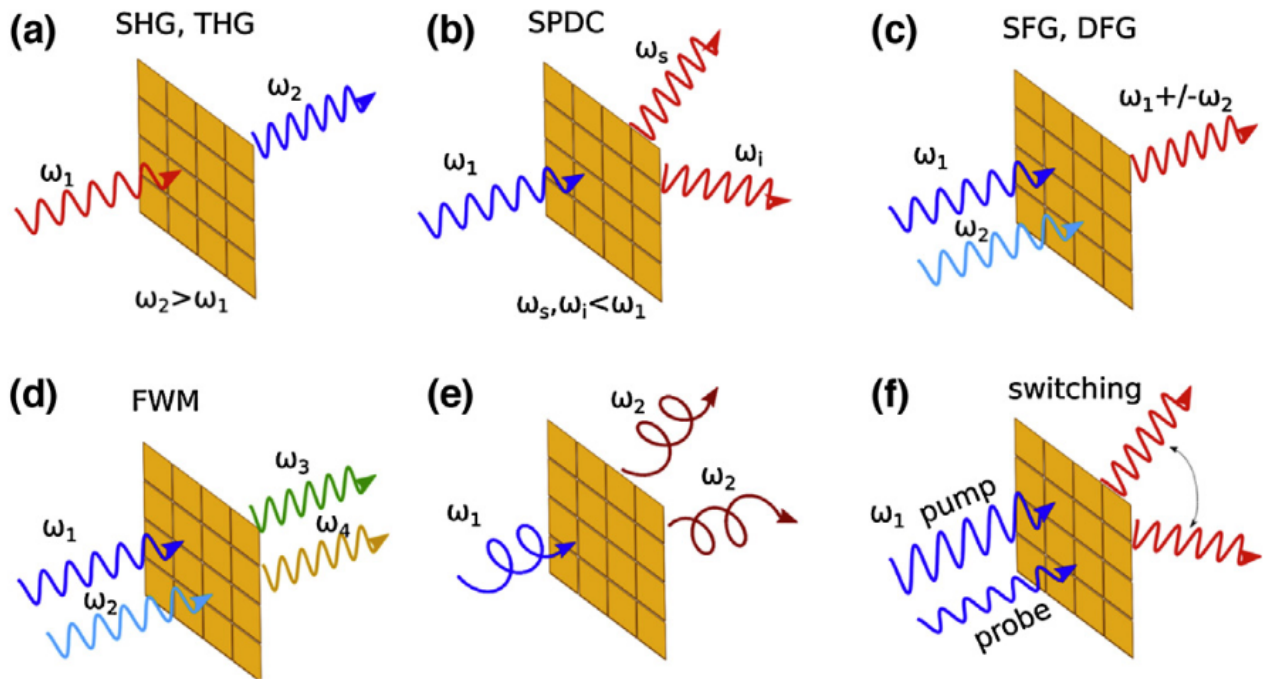 (a) SHG, THG
ω₂
ω₁
ω₂>ω₁
(b) SPDC
ωₛ
ω₁
ωᵢ
ωₛ,ωᵢ<ω₁
(c) SFG, DFG
ω₁+/-ω₂
ω₁
ω₂
(d) FWM
ω₃
ω₁
ω₄
ω₂
(e)
ω₂
ω₂
ω₁
(f) switching
pump
ω₁
probe